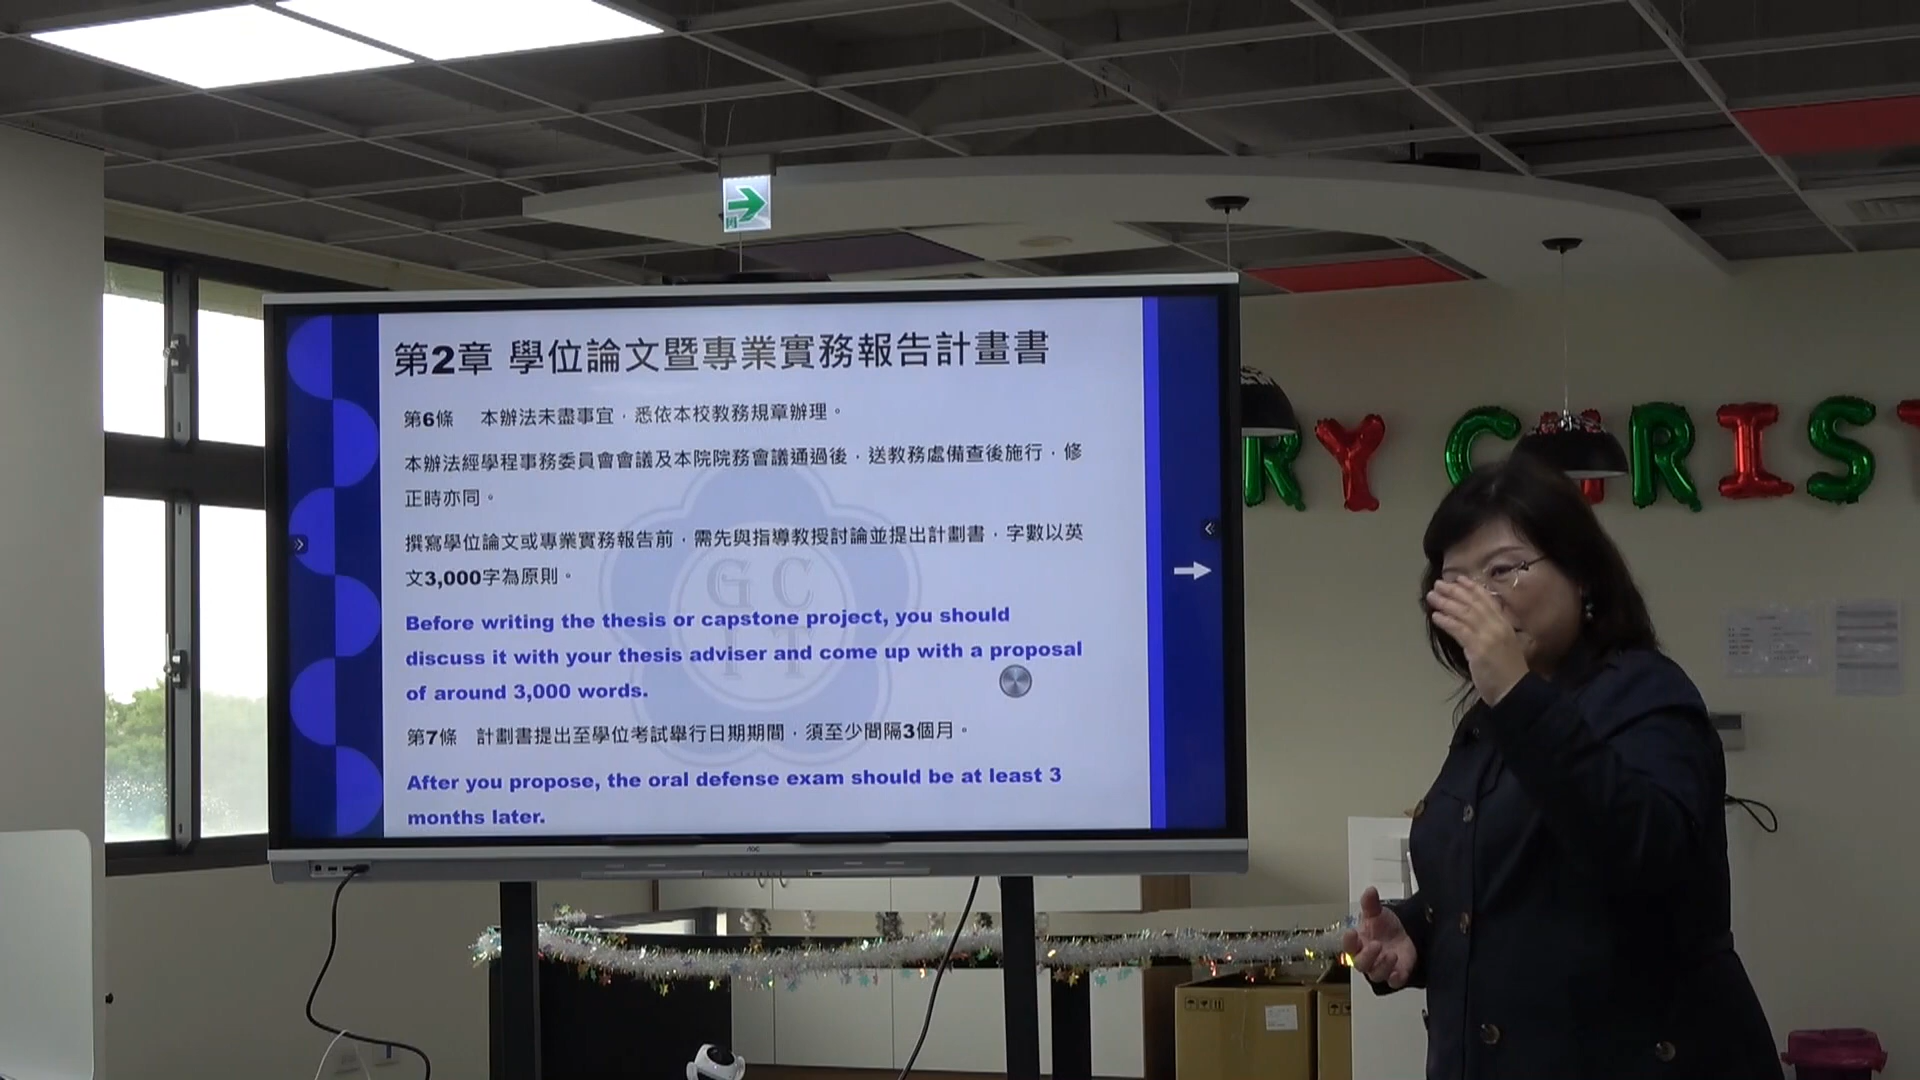 第2章 學位論文暨專業實務報告計畫書
第6條 本辦法未盡事宜，悉依本校教務規章辦理。
本辦法經學程事務委員會會議及本院院務會議通過後，送教務處備查後施行，修
正時亦同。
撰寫學位論文或專業實務報告前，需先與指導教授討論並提出計劃書，字數以英
文3,000字為原則。
Before writing the thesis or capstone project, you should
discuss it with your thesis adviser and come up with a proposal
of around 3,000 words.
第7條 計劃書提出至學位考試舉行日期期間，須至少間隔3個月。
After you propose, the oral defense exam should be at least 3
months later.
G C
I T
AOC
RY C RIS